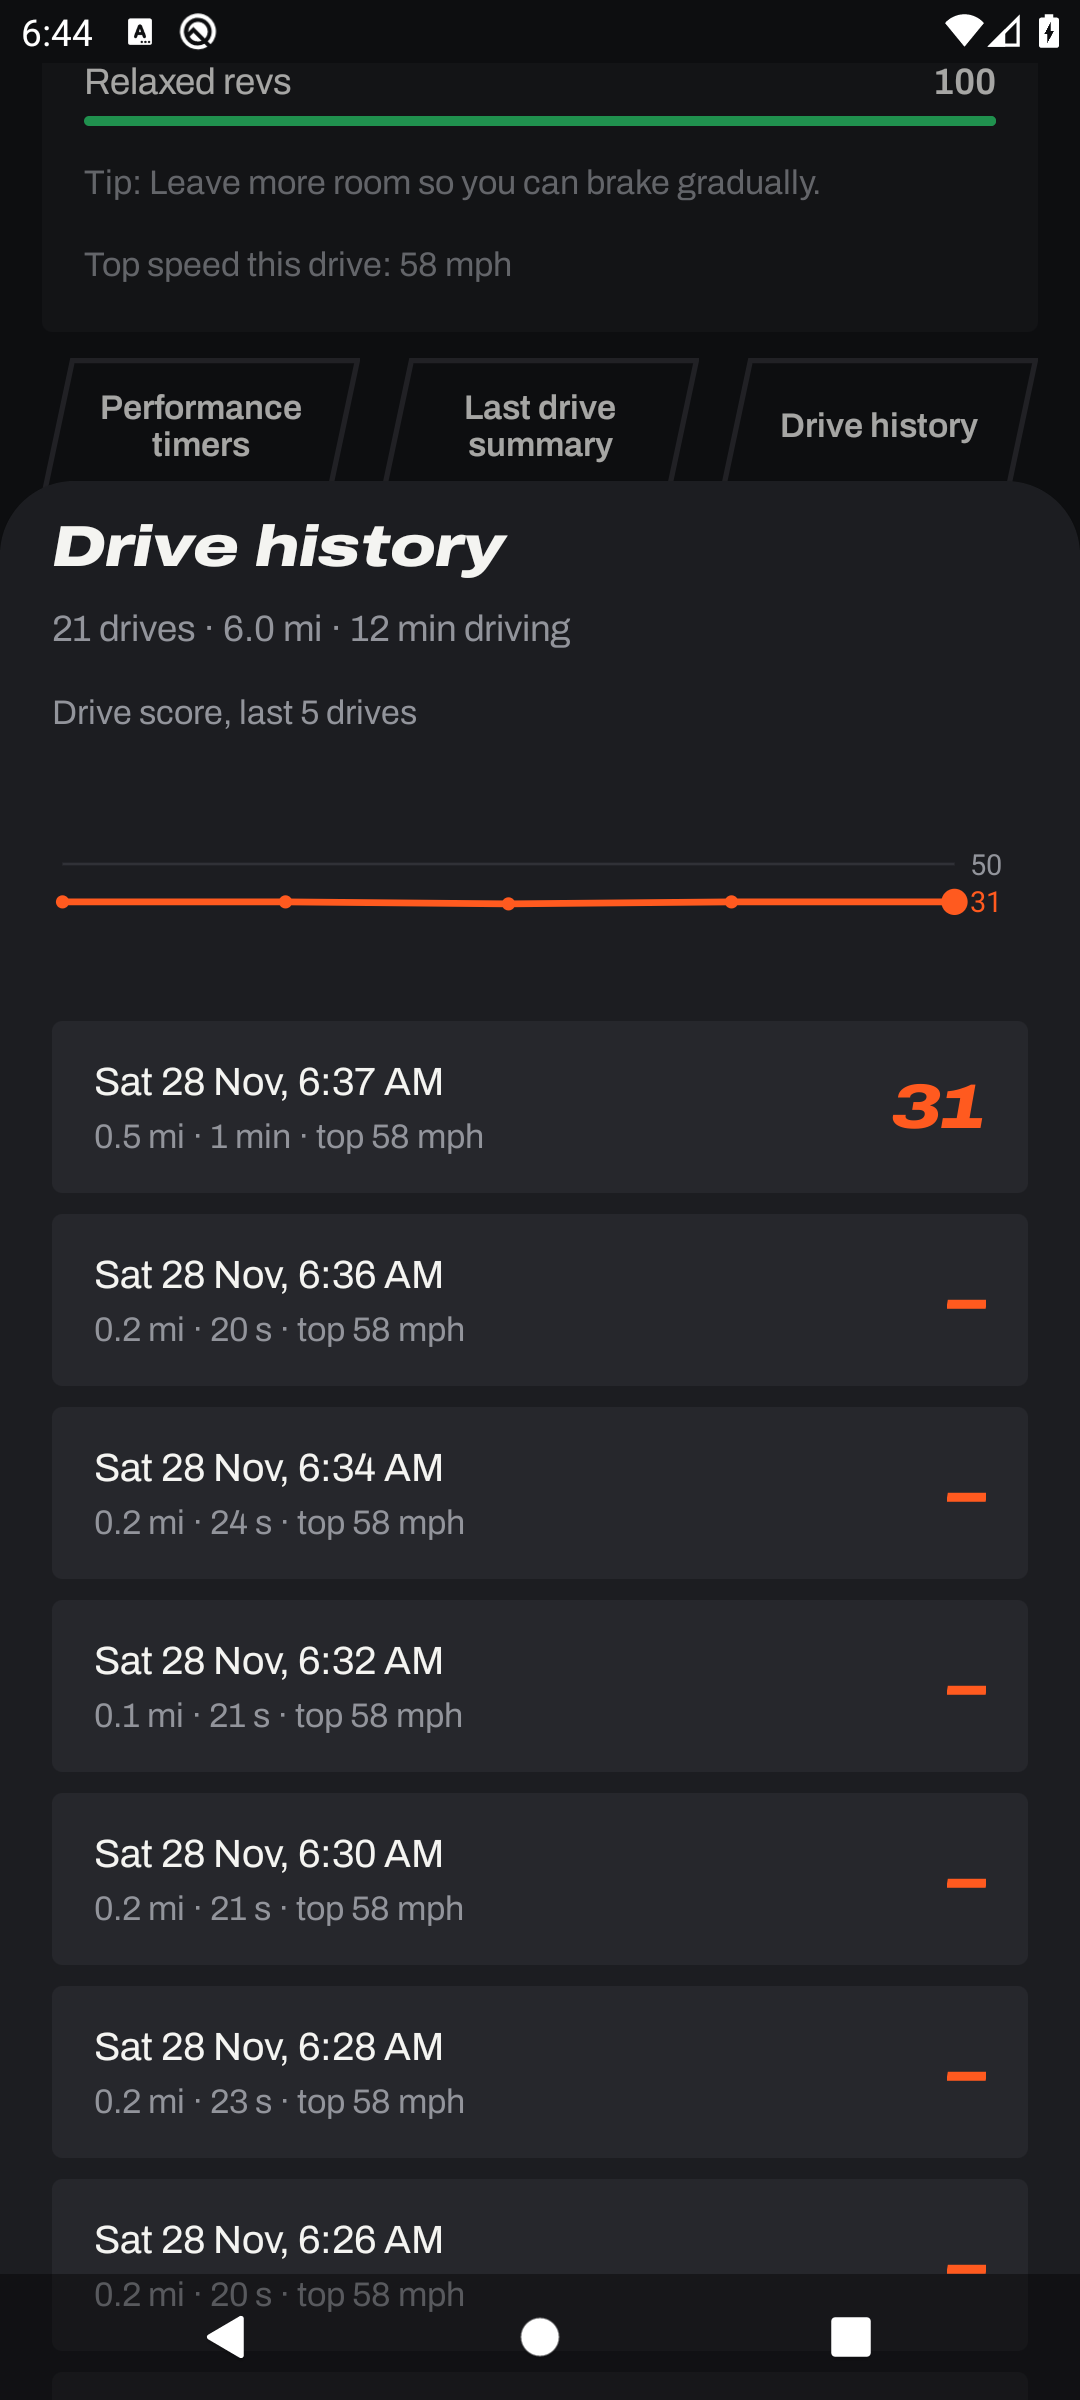 6:44
Relaxed revs 100
Tip: Leave more room so you can brake gradually.
Top speed this drive: 58 mph
Performance timers
Last drive summary
Drive history
Drive history
21 drives · 6.0 mi · 12 min driving
Drive score, last 5 drives
50
31
Sat 28 Nov, 6:37 AM
0.5 mi · 1 min · top 58 mph
31
Sat 28 Nov, 6:36 AM
0.2 mi · 20 s · top 58 mph
–
Sat 28 Nov, 6:34 AM
0.2 mi · 24 s · top 58 mph
–
Sat 28 Nov, 6:32 AM
0.1 mi · 21 s · top 58 mph
–
Sat 28 Nov, 6:30 AM
0.2 mi · 21 s · top 58 mph
–
Sat 28 Nov, 6:28 AM
0.2 mi · 23 s · top 58 mph
–
Sat 28 Nov, 6:26 AM
0.2 mi · 20 s · top 58 mph
–